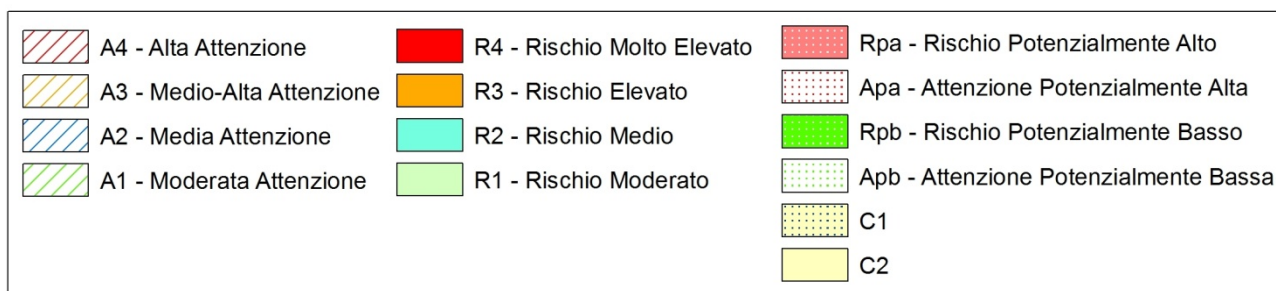 A4 - Alta Attenzione
A3 - Medio-Alta Attenzione
A2 - Media Attenzione
A1 - Moderata Attenzione
R4 - Rischio Molto Elevato
R3 - Rischio Elevato
R2 - Rischio Medio
R1 - Rischio Moderato
Rpa - Rischio Potenzialmente Alto
Apa - Attenzione Potenzialmente Alta
Rpb - Rischio Potenzialmente Basso
Apb - Attenzione Potenzialmente Bassa
C1
C2